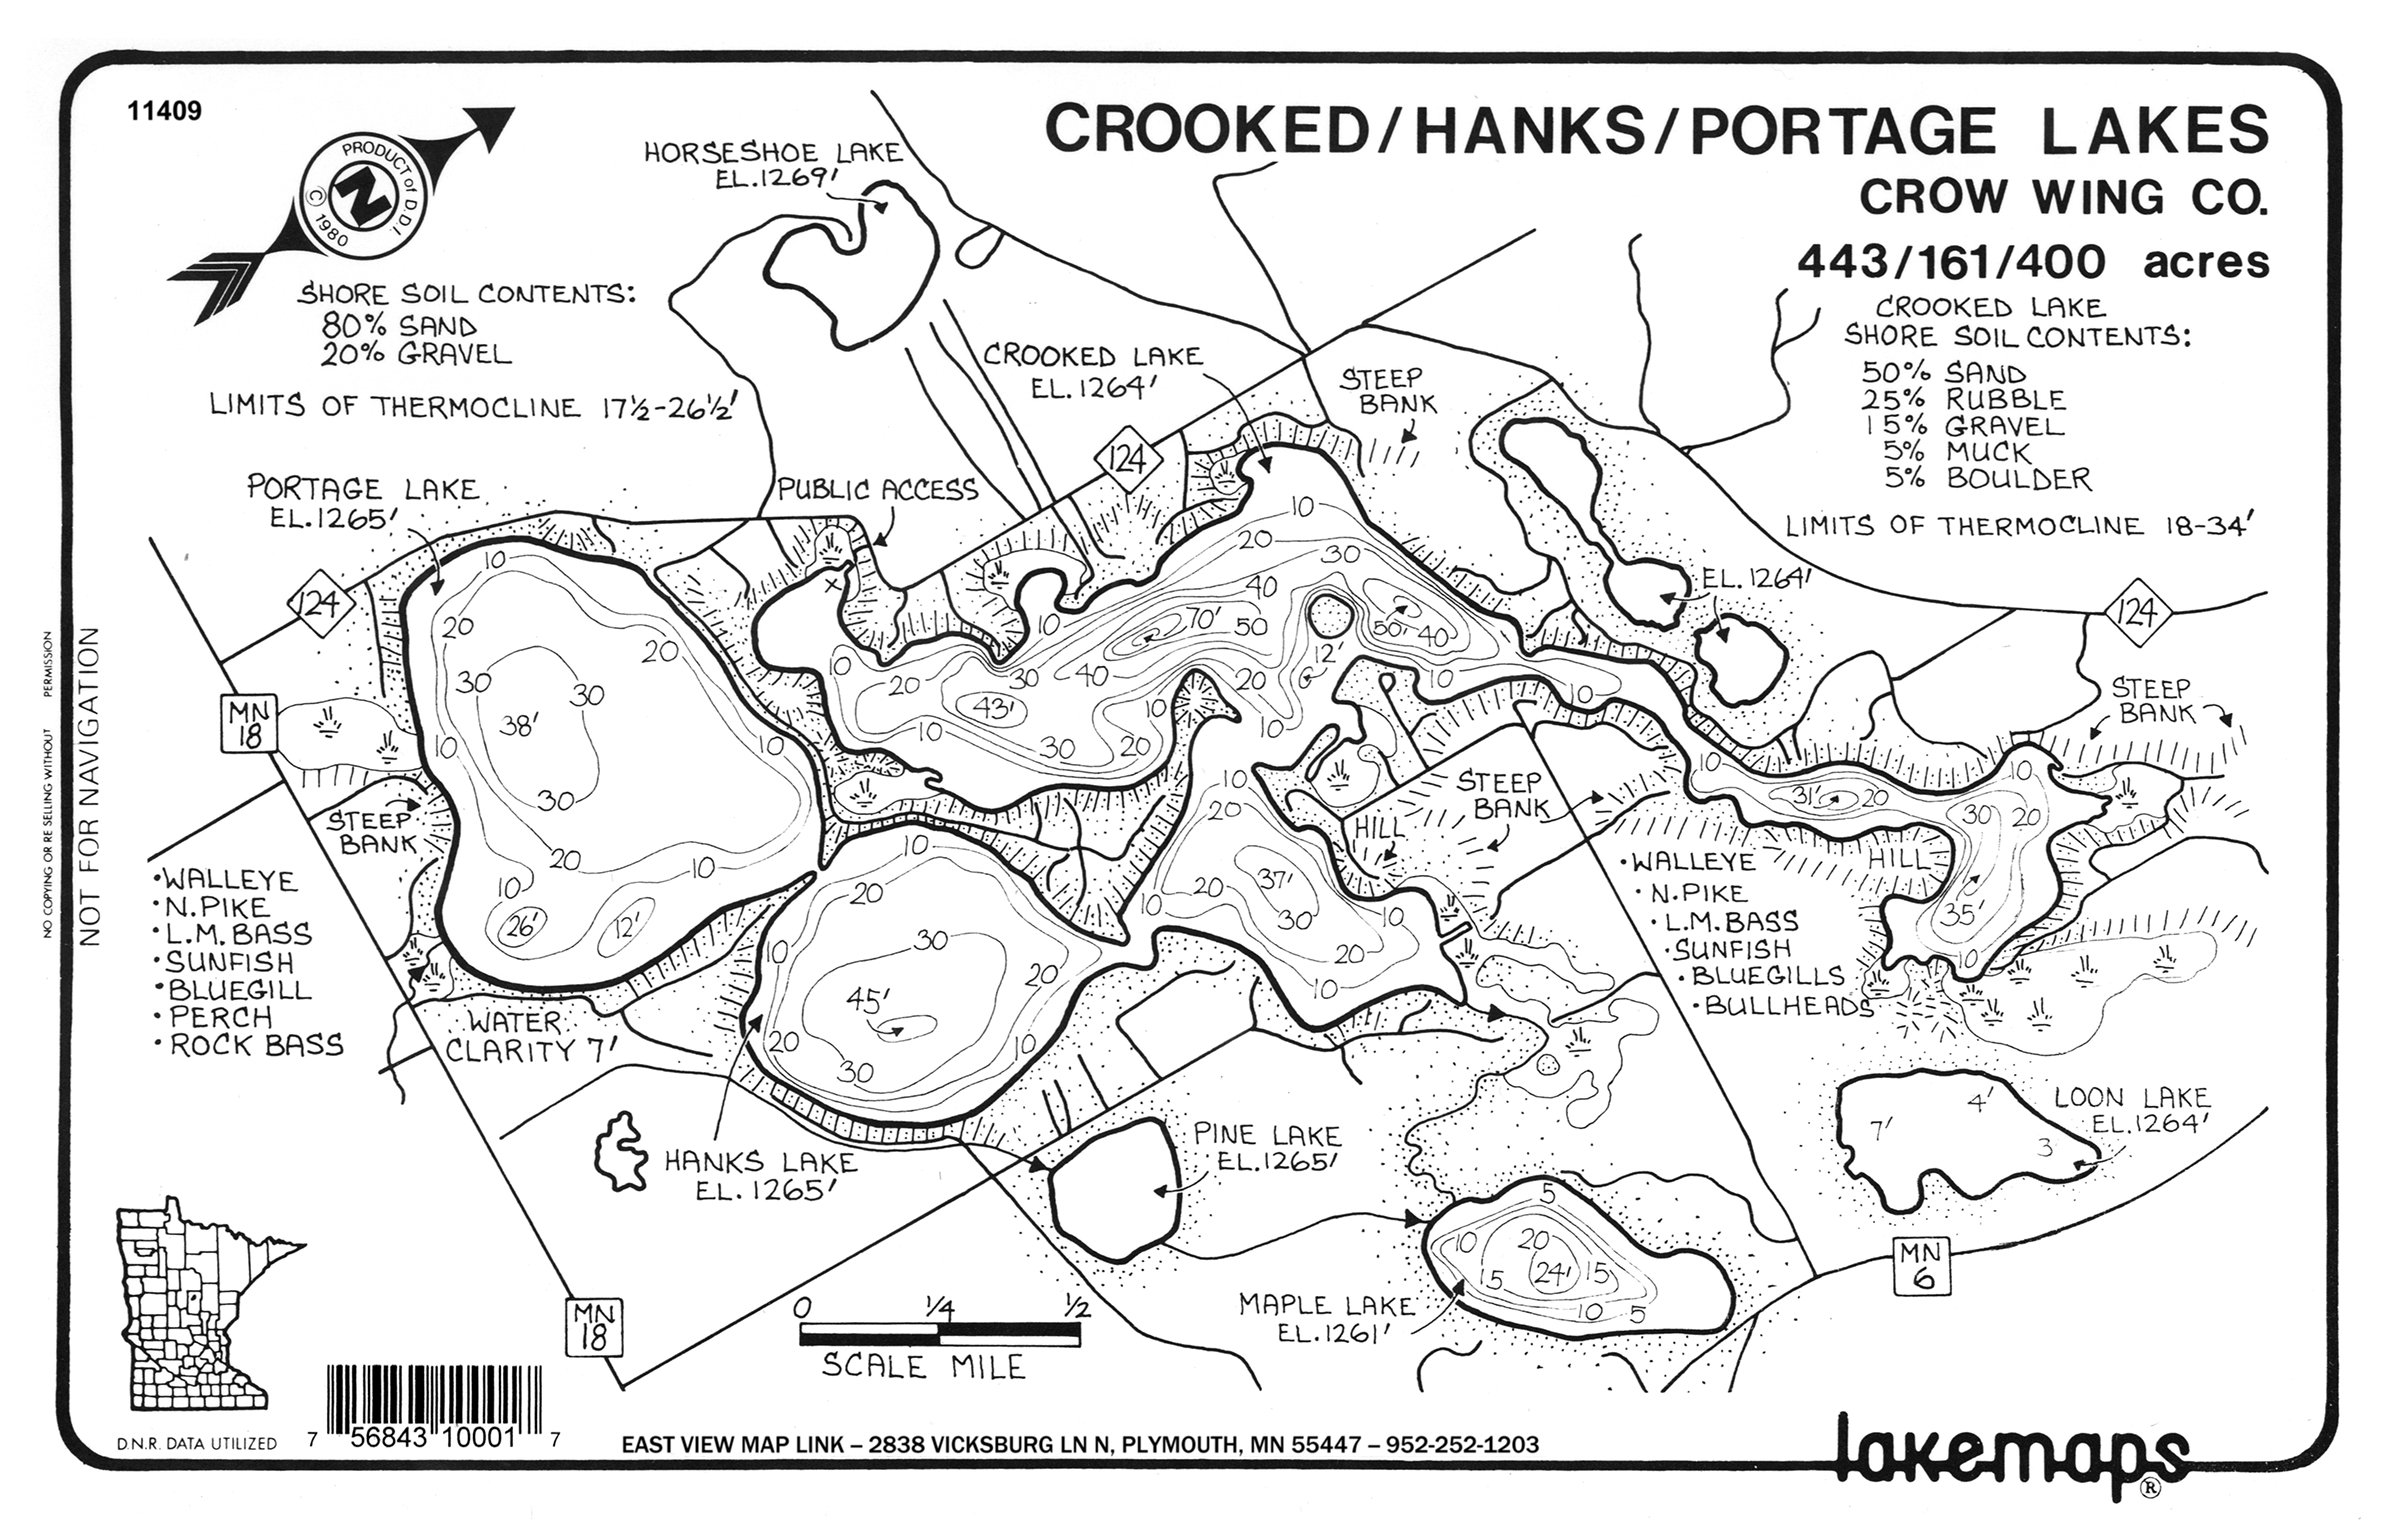 11409
CROOKED/HANKS/PORTAGE LAKES
CROW WING CO.
443/161/400 acres
PRODUCT of D.D.I.
© 1980
N
HORSESHOE LAKE
EL.1269'
SHORE SOIL CONTENTS:
80% SAND
20% GRAVEL
LIMITS OF THERMOCLINE 17½-26½'
CROOKED LAKE
SHORE SOIL CONTENTS:
50% SAND
25% RUBBLE
15% GRAVEL
5% MUCK
5% BOULDER
LIMITS OF THERMOCLINE 18-34'
CROOKED LAKE
EL.1264'
STEEP
BANK
124
PORTAGE LAKE
EL.1265'
PUBLIC ACCESS
X
124
EL.1264'
124
MN
18
10
20
30
30
38'
30
20
10
10
20
10
10
26'
12'
10
20
30
40
70'
50
50'
40
12'
6
10
10
20
43'
30
40
20
10
10
10
30
20
10
10
10
20
37'
30
20
10
10
20
10
10
31'
20
10
30
20
35'
10
STEEP
BANK
STEEP
BANK
STEEP
BANK
HILL
HILL
•WALLEYE
•N.PIKE
•L.M.BASS
•SUNFISH
•BLUEGILL
•PERCH
•ROCK BASS
•WALLEYE
•N.PIKE
•L.M.BASS
•SUNFISH
•BLUEGILLS
•BULLHEADS
WATER
CLARITY 7'
10
20
10
30
20
45'
20
30
10
HANKS LAKE
EL.1265'
PINE LAKE
EL.1265'
LOON LAKE
EL.1264'
7'
4'
3
MAPLE LAKE
EL.1261'
5
10
20
24'
15
15
10
5
MN
6
MN
18
0 1/4 1/2
SCALE MILE
NOT FOR NAVIGATION
NO COPYING OR RE SELLING WITHOUT PERMISSION
D.N.R. DATA UTILIZED
7 56843 10001 7
EAST VIEW MAP LINK – 2838 VICKSBURG LN N, PLYMOUTH, MN 55447 – 952-252-1203
lakemaps®